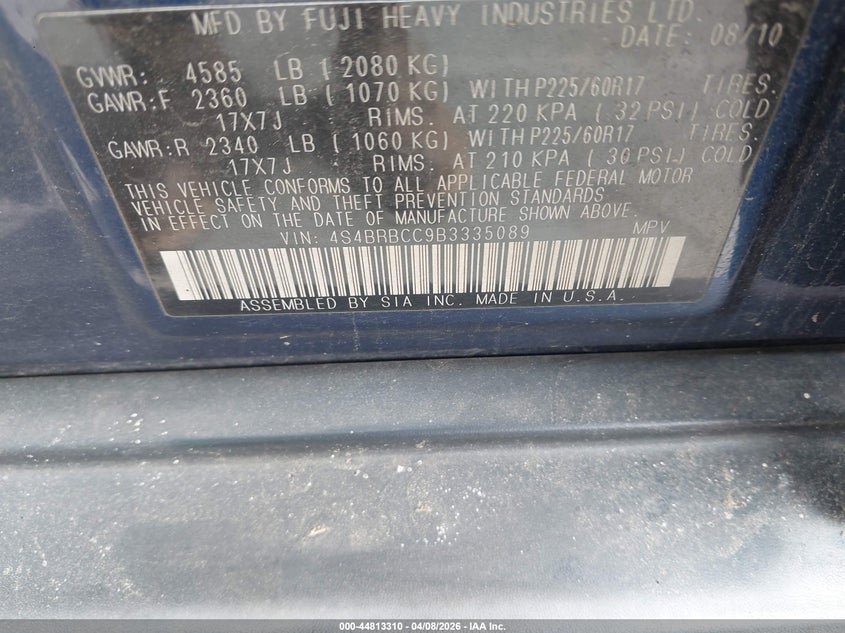 MFD BY FUJI HEAVY INDUSTRIES LTD.
DATE: 08/10
GVWR: 4585 LB ( 2080 KG)
GAWR:F 2360 LB ( 1070 KG) WITH P225/60R17 TIRES.
17X7J RIMS. AT 220 KPA ( 32 PSI.) COLD
GAWR:R 2340 LB ( 1060 KG) WITH P225/60R17 TIRES.
17X7J RIMS. AT 210 KPA ( 30 PSI.) COLD
THIS VEHICLE CONFORMS TO ALL APPLICABLE FEDERAL MOTOR
VEHICLE SAFETY AND THEFT PREVENTION STANDARDS
IN EFFECT ON THE DATE OF MANUFACTURE SHOWN ABOVE.
VIN: 4S4BRBCC9B3335089 MPV
ASSEMBLED BY SIA INC. MADE IN U.S.A.
000-44813310 - 04/08/2026 - IAA Inc.